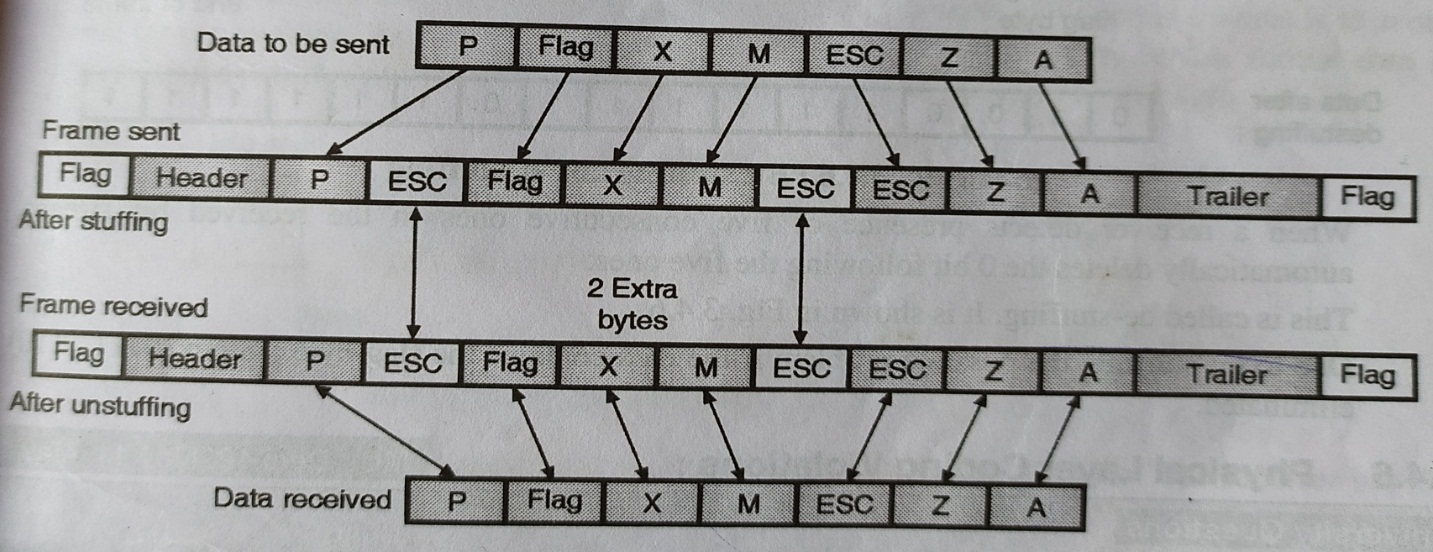 Data to be sent P Flag X M ESC Z A
Frame sent
Flag Header P ESC Flag X M ESC ESC Z A Trailer Flag
After stuffing
2 Extra
bytes
Frame received
Flag Header P ESC Flag X M ESC ESC Z A Trailer Flag
After unstuffing
Data received P Flag X M ESC Z A